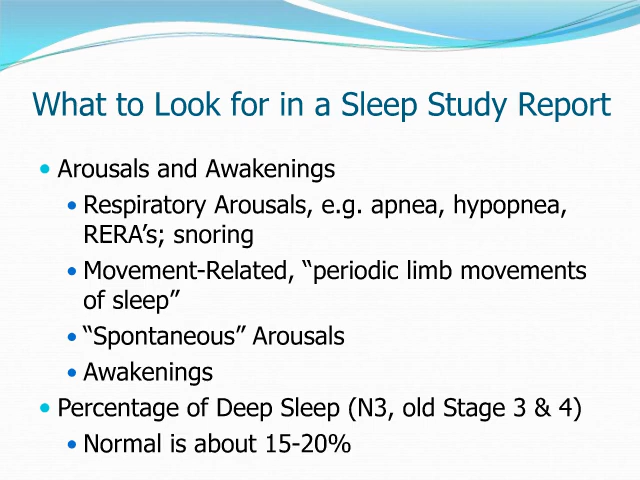 What to Look for in a Sleep Study Report
• Arousals and Awakenings
• Respiratory Arousals, e.g. apnea, hypopnea,
RERA’s; snoring
• Movement-Related, “periodic limb movements
of sleep”
• “Spontaneous” Arousals
• Awakenings
• Percentage of Deep Sleep (N3, old Stage 3 & 4)
• Normal is about 15-20%